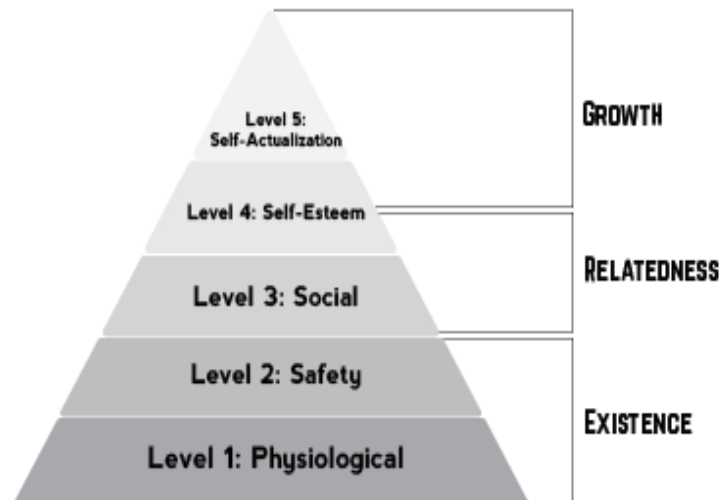 Level 5:
Self-Actualization
GROWTH
Level 4: Self-Esteem
RELATEDNESS
Level 3: Social
Level 2: Safety
EXISTENCE
Level 1: Physiological